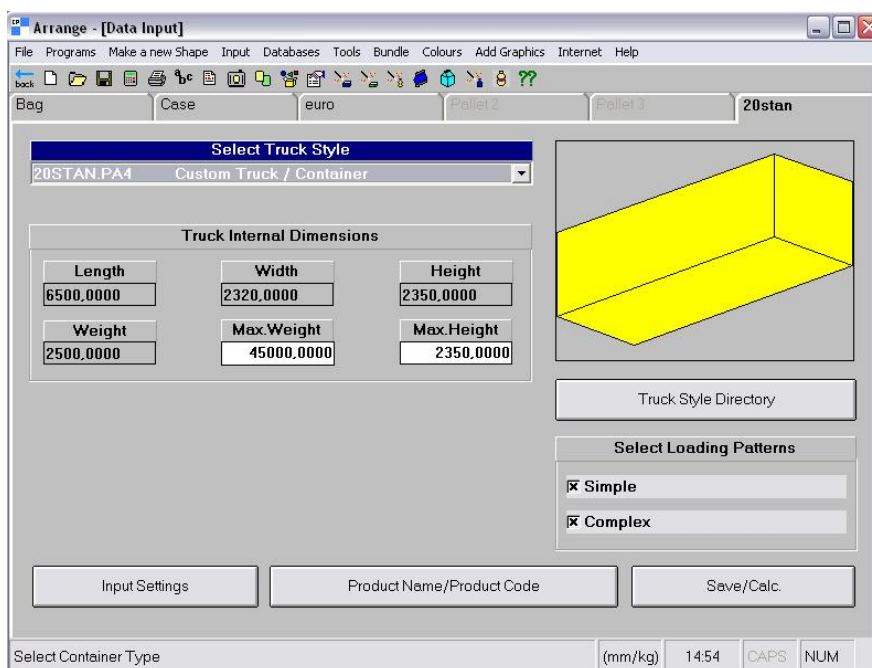 CP Arrange - [Data Input]
File Programs Make a new Shape Input Databases Tools Bundle Colours Add Graphics Internet Help
back abc ??
Bag Case euro Pallet 2 Pallet 3 20stan
Select Truck Style
20STAN.PA4 Custom Truck / Container
Truck Internal Dimensions
Length Width Height
6500,0000 2320,0000 2350,0000
Weight Max.Weight Max.Height
2500,0000 45000,0000 2350,0000
Truck Style Directory
Select Loading Patterns
Simple
Complex
Input Settings Product Name/Product Code Save/Calc.
Select Container Type (mm/kg) 14:54 CAPS NUM